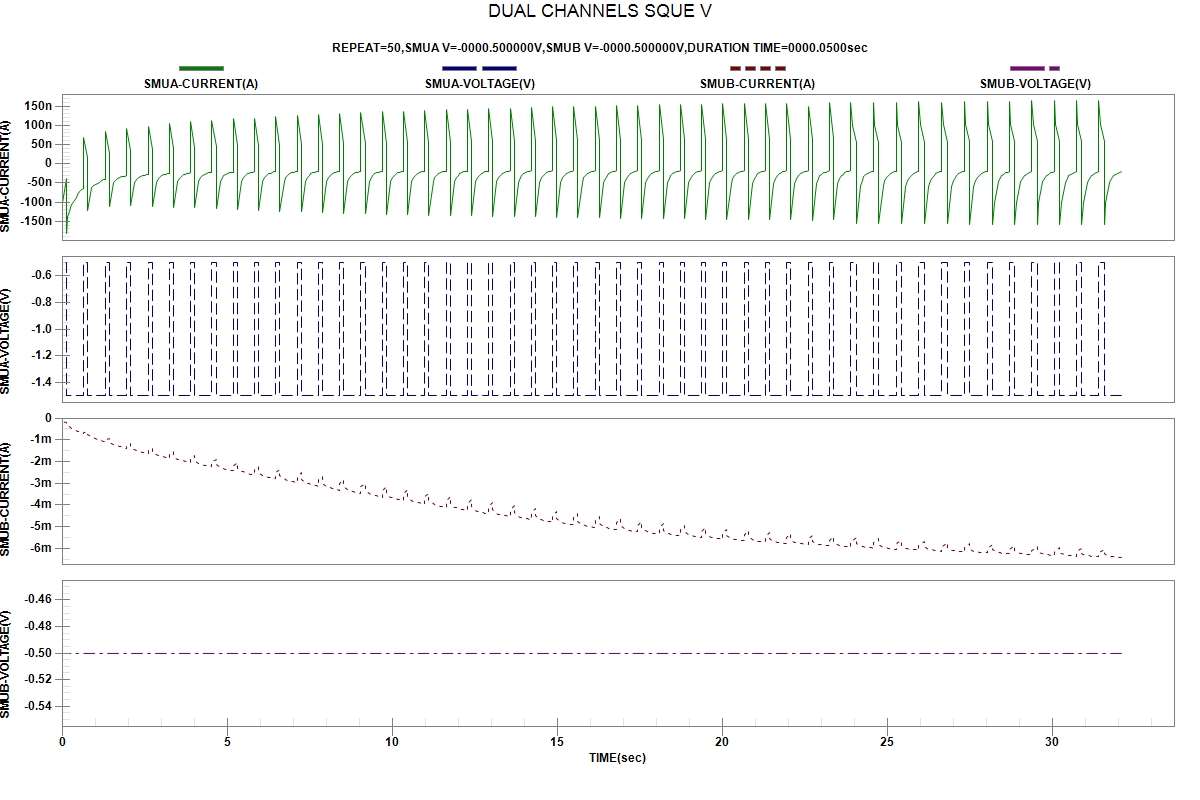 DUAL CHANNELS SQUE V
REPEAT=50,SMUA V=-0000.500000V,SMUB V=-0000.500000V,DURATION TIME=0000.0500sec
SMUA-CURRENT(A) SMUA-VOLTAGE(V) SMUB-CURRENT(A) SMUB-VOLTAGE(V)
SMUA-CURRENT(A)
150n
100n
50n
0
-50n
-100n
-150n
SMUA-VOLTAGE(V)
-0.6
-0.8
-1.0
-1.2
-1.4
SMUB-CURRENT(A)
0
-1m
-2m
-3m
-4m
-5m
-6m
SMUB-VOLTAGE(V)
-0.46
-0.48
-0.50
-0.52
-0.54
0 5 10 15 20 25 30
TIME(sec)